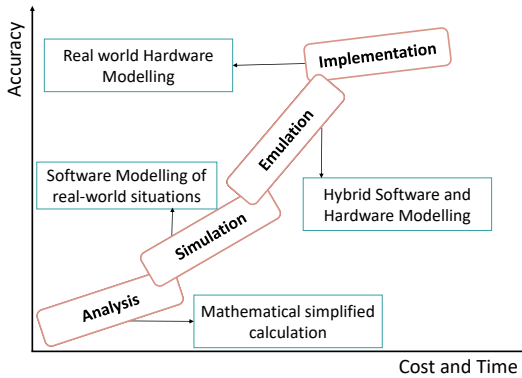 Accuracy
Real world Hardware
Modelling
Implementation
Emulation
Software Modelling of
real-world situations
Hybrid Software and
Hardware Modelling
Simulation
Analysis
Mathematical simplified
calculation
Cost and Time